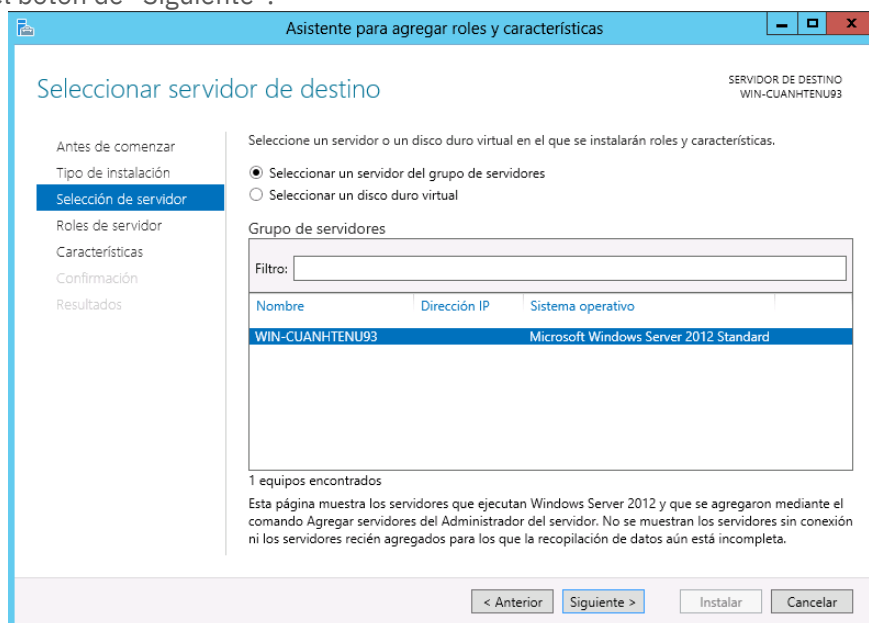 el botón de "Siguiente".
Asistente para agregar roles y características
Seleccionar servidor de destino
SERVIDOR DE DESTINO
WIN-CUANHTENU93
Antes de comenzar
Tipo de instalación
Selección de servidor
Roles de servidor
Características
Confirmación
Resultados
Seleccione un servidor o un disco duro virtual en el que se instalarán roles y características.
Seleccionar un servidor del grupo de servidores
Seleccionar un disco duro virtual
Grupo de servidores
Filtro:
Nombre Dirección IP Sistema operativo
WIN-CUANHTENU93 Microsoft Windows Server 2012 Standard
1 equipos encontrados
Esta página muestra los servidores que ejecutan Windows Server 2012 y que se agregaron mediante el
comando Agregar servidores del Administrador del servidor. No se muestran los servidores sin conexión
ni los servidores recién agregados para los que la recopilación de datos aún está incompleta.
< Anterior Siguiente > Instalar Cancelar